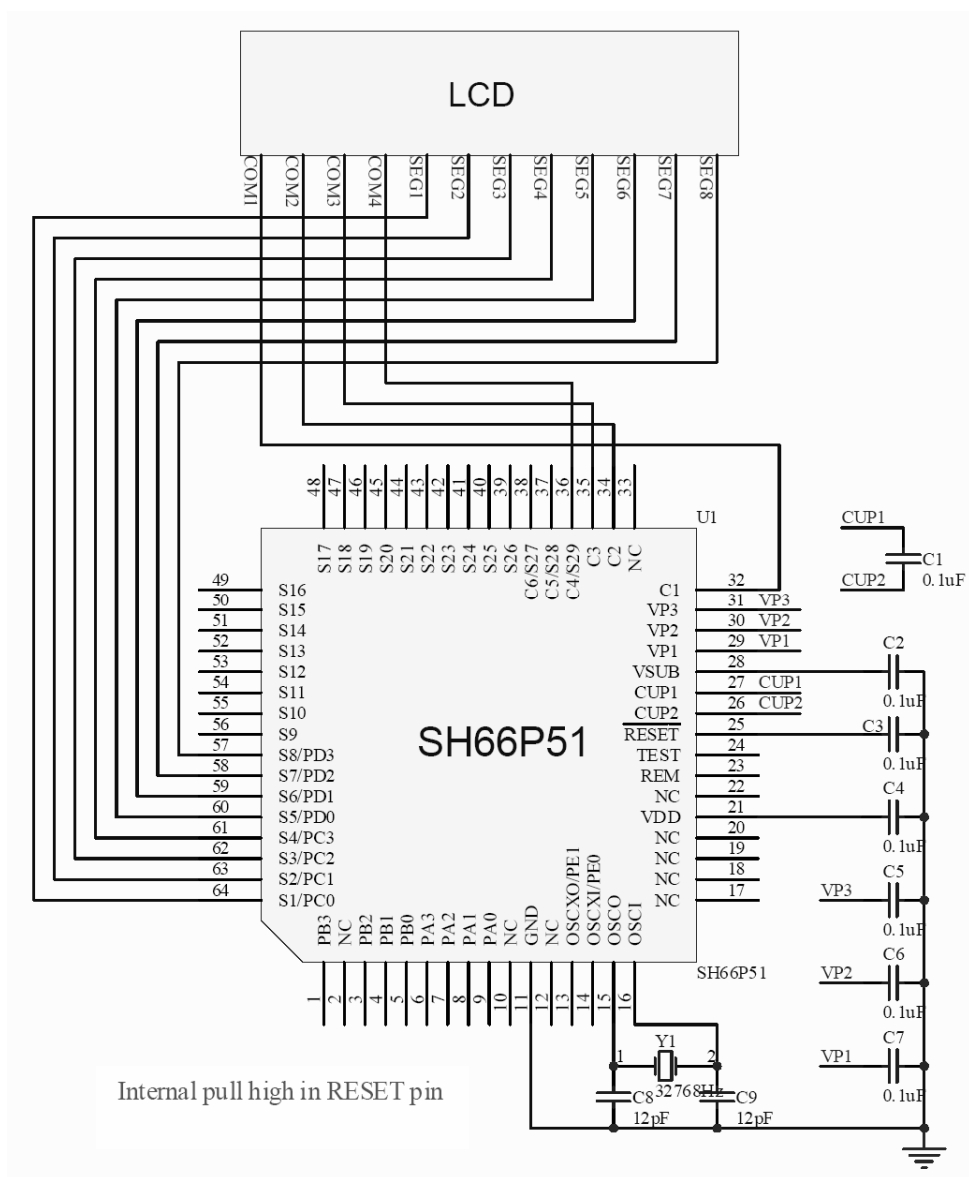 LCD
COM1
COM2
COM3
COM4
SEG1
SEG2
SEG3
SEG4
SEG5
SEG6
SEG7
SEG8
48
47
46
45
44
43
42
41
40
39
38
37
36
35
34
33
U1
S17
S18
S19
S20
S21
S22
S23
S24
S25
S26
C6/S27
C5/S28
C4/S29
C3
C2
NC
CUP1
C1
0.1uF
CUP2
49 S16
50 S15
51 S14
52 S13
53 S12
54 S11
55 S10
56 S9
57 S8/PD3
58 S7/PD2
59 S6/PD1
60 S5/PD0
61 S4/PC3
62 S3/PC2
63 S2/PC1
64 S1/PC0
SH66P51
C1 32
VP3 31 VP3
VP2 30 VP2
VP1 29 VP1
VSUB 28
CUP1 27 CUP1
CUP2 26 CUP2
RESET 25
TEST 24
REM 23
NC 22
VDD 21
NC 20
NC 19
NC 18
NC 17
C2
0.1uF
C3
0.1uF
C4
0.1uF
VP3 C5
0.1uF
VP2 C6
0.1uF
VP1 C7
0.1uF
PB3
NC
PB2
PB1
PB0
PA3
PA2
PA1
PA0
NC
GND
NC
OSCXO/PE1
OSCXI/PE0
OSCO
OSCI
SH66P51
1
2
3
4
5
6
7
8
9
10
11
12
13
14
15
16
1 Y1 2
32768Hz
C8
12pF
C9
12pF
Internal pull high in RESET pin